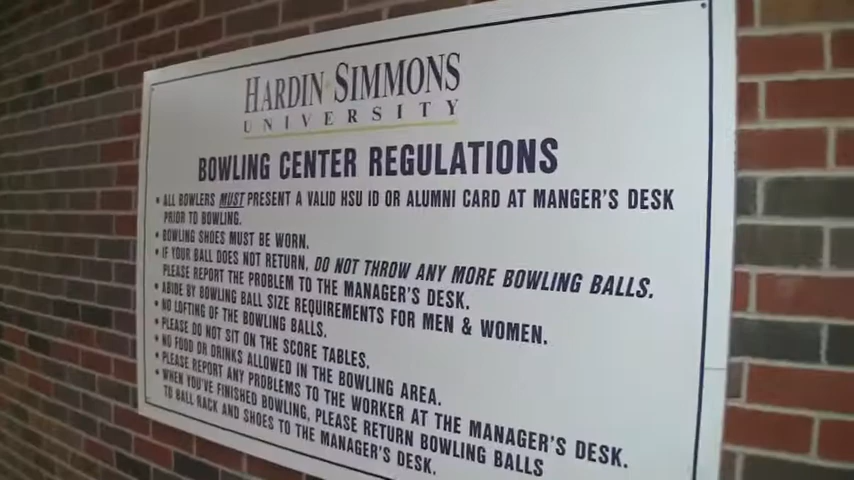 HARDIN·SIMMONS
UNIVERSITY
BOWLING CENTER REGULATIONS
• ALL BOWLERS MUST PRESENT A VALID HSU ID OR ALUMNI CARD AT MANGER'S DESK
PRIOR TO BOWLING.
• BOWLING SHOES MUST BE WORN.
• IF YOUR BALL DOES NOT RETURN, DO NOT THROW ANY MORE BOWLING BALLS.
PLEASE REPORT THE PROBLEM TO THE MANAGER'S DESK.
• ABIDE BY BOWLING BALL SIZE REQUIREMENTS FOR MEN & WOMEN.
• NO LOFTING OF THE BOWLING BALLS.
• PLEASE DO NOT SIT ON THE SCORE TABLES.
• NO FOOD OR DRINKS ALLOWED IN THE BOWLING AREA.
• PLEASE REPORT ANY PROBLEMS TO THE WORKER AT THE MANAGER'S DESK.
• WHEN YOU'VE FINISHED BOWLING, PLEASE RETURN BOWLING BALLS
TO BALL RACK AND SHOES TO THE MANAGER'S DESK.